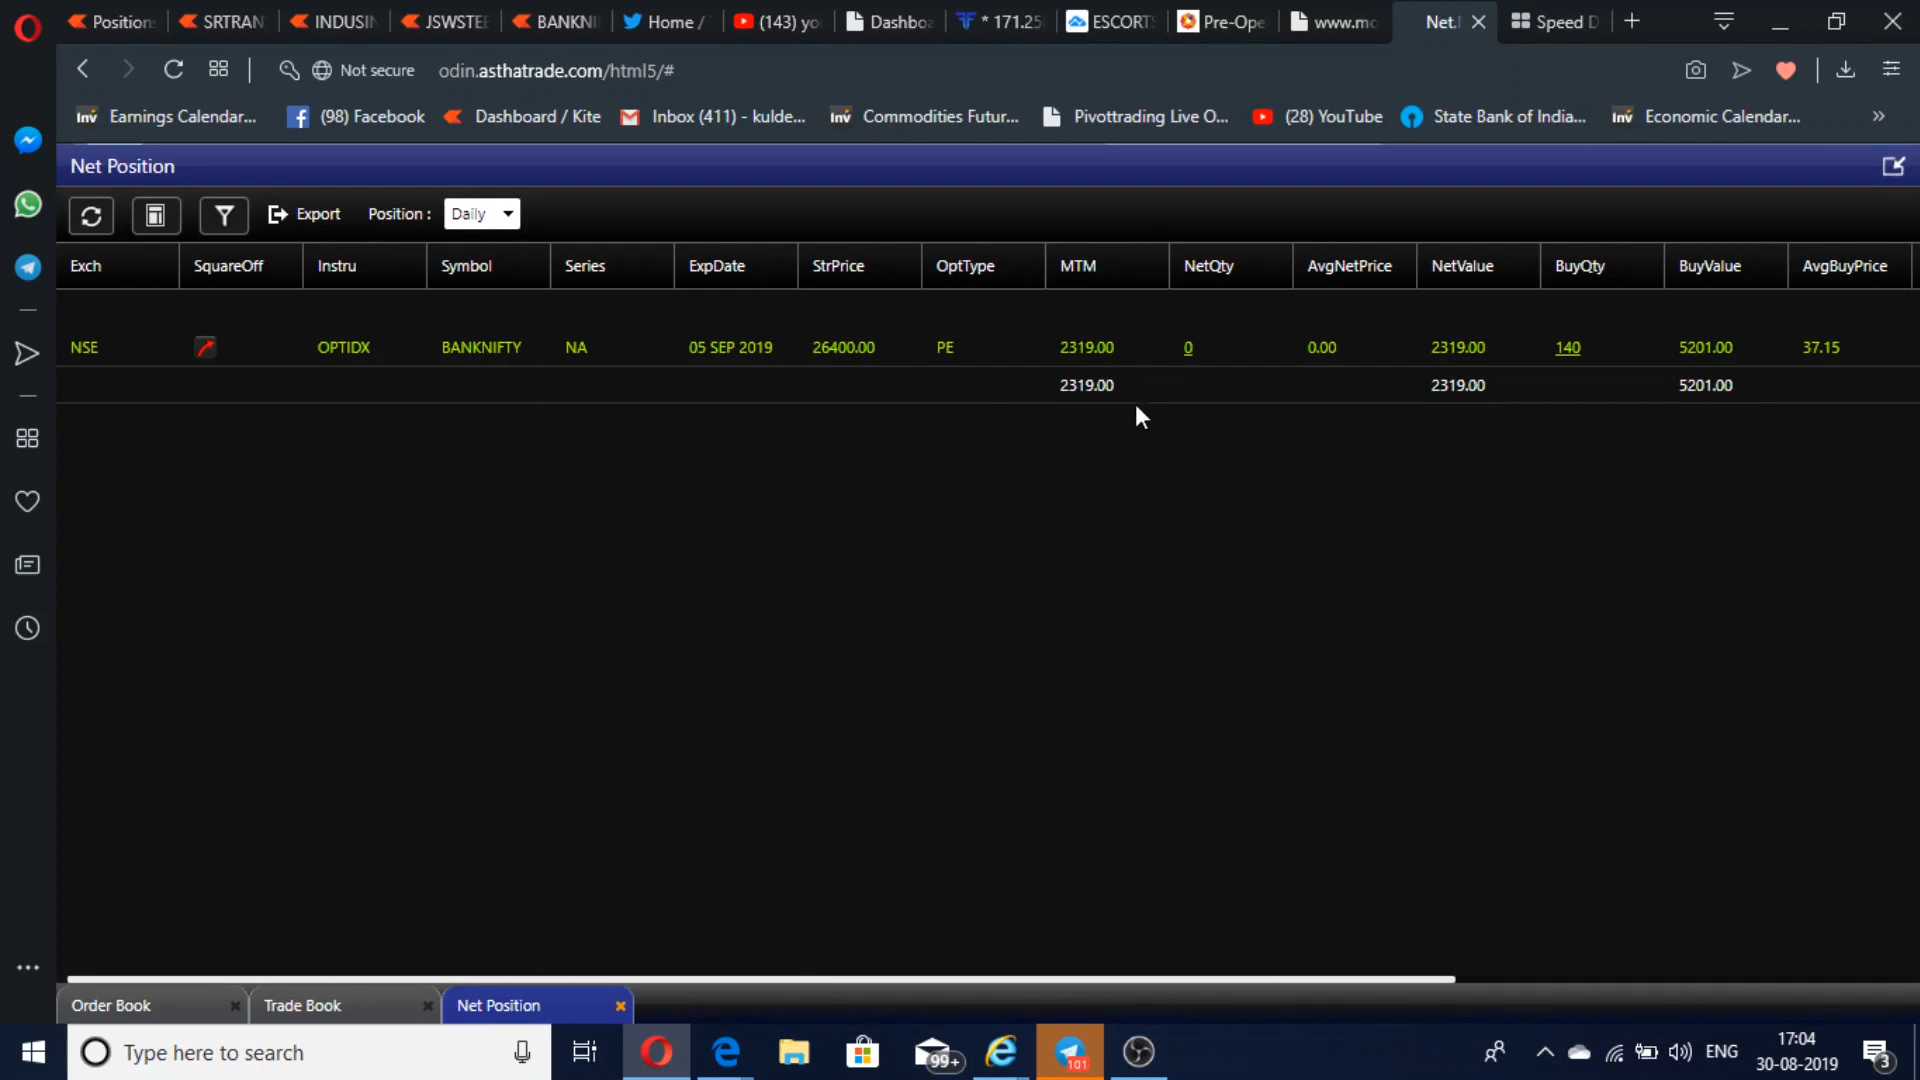 Position SRTRAN INDUSIN JSWSTEE BANKNI Home / (143) yo Dashboa * 171.25 ESCORTS Pre-Ope www.mo Net. Speed D
Not secure odin.asthatrade.com/html5/#
Earnings Calendar... (98) Facebook Dashboard / Kite Inbox (411) - kulde... Commodities Futur... Pivottrading Live O... (28) YouTube State Bank of India... Economic Calendar... »
Net Position
Export Position : Daily
Exch SquareOff Instru Symbol Series ExpDate StrPrice OptType MTM NetQty AvgNetPrice NetValue BuyQty BuyValue AvgBuyPrice
NSE OPTIDX BANKNIFTY NA 05 SEP 2019 26400.00 PE 2319.00 0 0.00 2319.00 140 5201.00 37.15
2319.00 2319.00 5201.00
Order Book Trade Book Net Position
Type here to search 99+ 101 ENG 17:04
30-08-2019 3